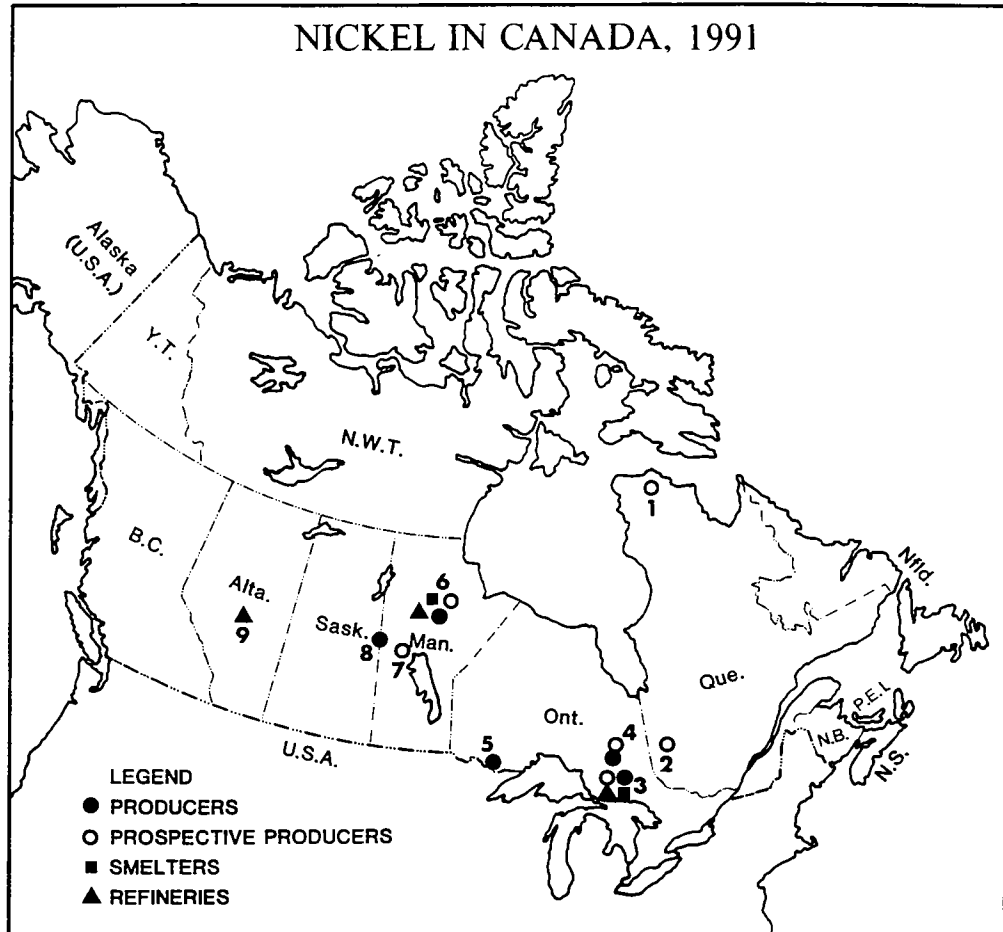 NICKEL IN CANADA, 1991
Alaska
(U.S.A.)
Y.T.
N.W.T.
B.C.
Alta.
9
Sask.
8
6
Man.
7
1
Nfld.
Que.
P.E.I.
N.B.
N.S.
Ont.
4
2
3
5
U.S.A.
LEGEND
PRODUCERS
PROSPECTIVE PRODUCERS
SMELTERS
REFINERIES